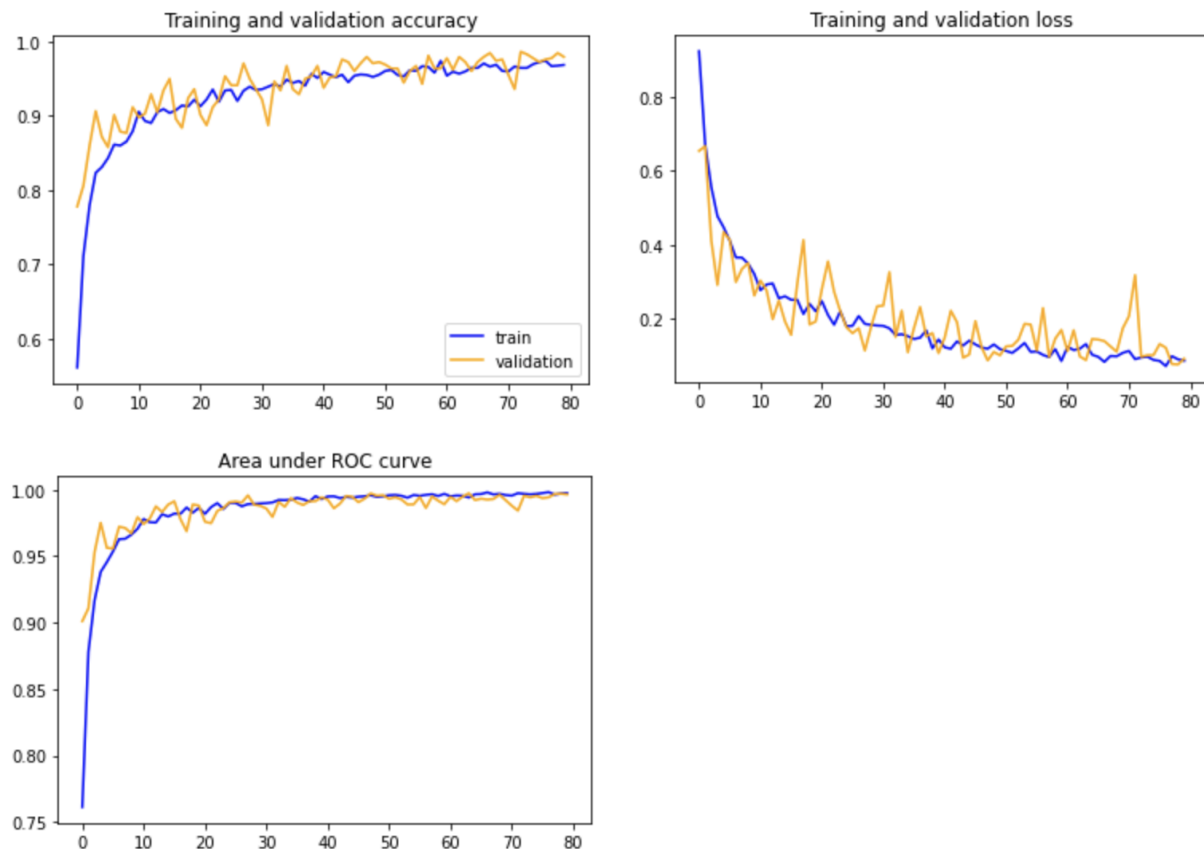 Training and validation accuracy
1.0
0.9
0.8
0.7
0.6
train
validation
0 10 20 30 40 50 60 70 80
Training and validation loss
0.8
0.6
0.4
0.2
0 10 20 30 40 50 60 70 80
Area under ROC curve
1.00
0.95
0.90
0.85
0.80
0.75
0 10 20 30 40 50 60 70 80